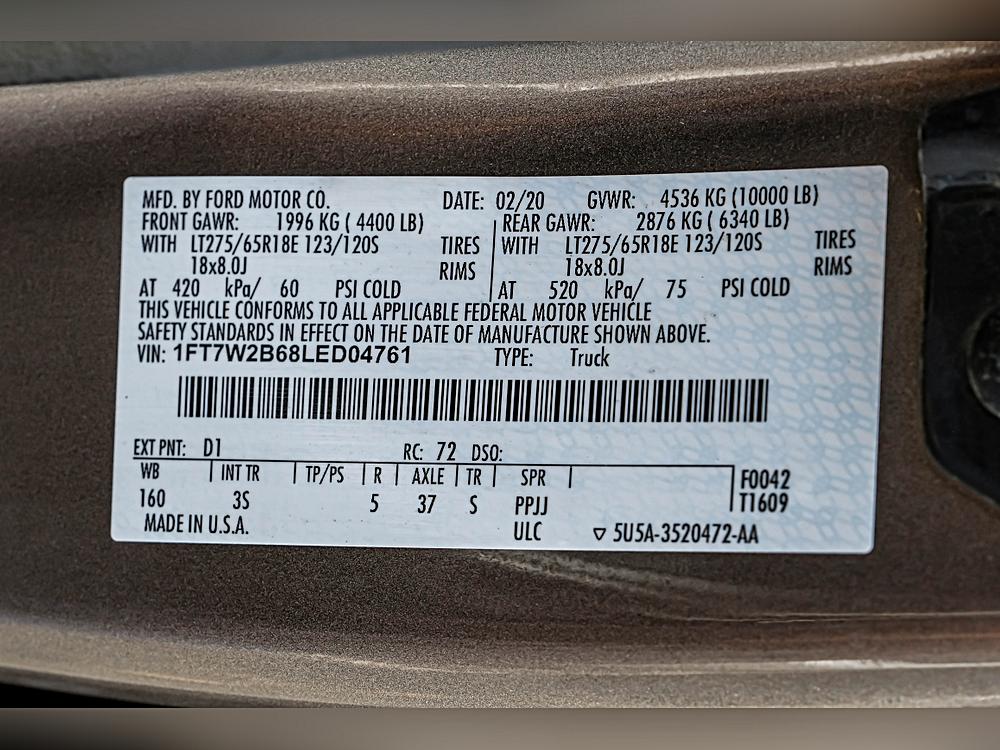 MFD. BY FORD MOTOR CO. DATE: 02/20 GVWR: 4536 KG (10000 LB)
FRONT GAWR: 1996 KG ( 4400 LB) REAR GAWR: 2876 KG ( 6340 LB)
WITH LT275/65R18E 123/120S TIRES WITH LT275/65R18E 123/120S TIRES
18x8.0J RIMS 18x8.0J RIMS
AT 420 kPa/ 60 PSI COLD AT 520 kPa/ 75 PSI COLD
THIS VEHICLE CONFORMS TO ALL APPLICABLE FEDERAL MOTOR VEHICLE
SAFETY STANDARDS IN EFFECT ON THE DATE OF MANUFACTURE SHOWN ABOVE.
VIN: 1FT7W2B68LED04761 TYPE: Truck
EXT PNT: D1 RC: 72 DSO:
WB INT TR TP/PS R AXLE TR SPR F0042
160 3S 5 37 S PPJJ T1609
MADE IN U.S.A. ULC 5U5A-3520472-AA